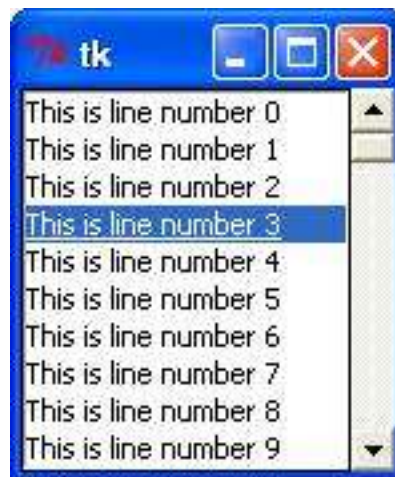 tk
This is line number 0
This is line number 1
This is line number 2
This is line number 3
This is line number 4
This is line number 5
This is line number 6
This is line number 7
This is line number 8
This is line number 9